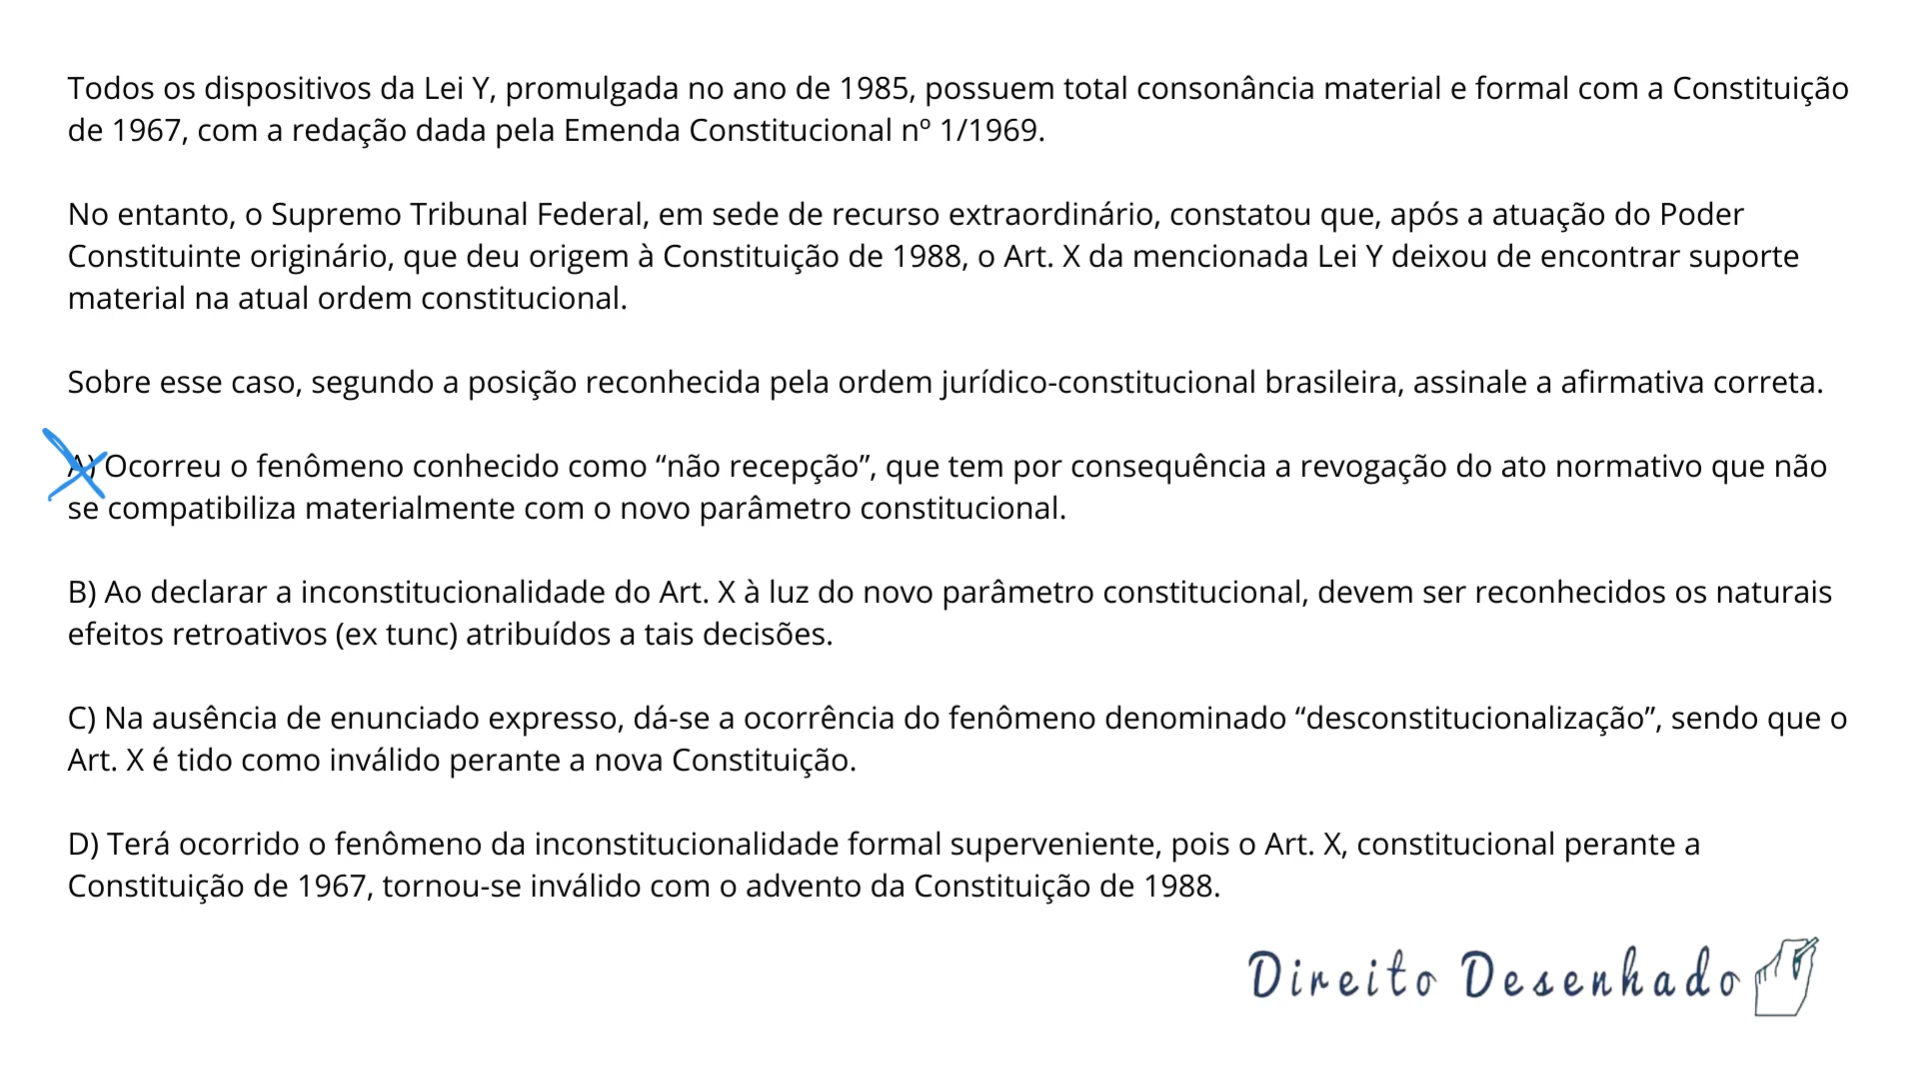 Todos os dispositivos da Lei Y, promulgada no ano de 1985, possuem total consonância material e formal com a Constituição
de 1967, com a redação dada pela Emenda Constitucional nº 1/1969.
No entanto, o Supremo Tribunal Federal, em sede de recurso extraordinário, constatou que, após a atuação do Poder
Constituinte originário, que deu origem à Constituição de 1988, o Art. X da mencionada Lei Y deixou de encontrar suporte
material na atual ordem constitucional.
Sobre esse caso, segundo a posição reconhecida pela ordem jurídico-constitucional brasileira, assinale a afirmativa correta.
A) Ocorreu o fenômeno conhecido como “não recepção”, que tem por consequência a revogação do ato normativo que não
se compatibiliza materialmente com o novo parâmetro constitucional.
B) Ao declarar a inconstitucionalidade do Art. X à luz do novo parâmetro constitucional, devem ser reconhecidos os naturais
efeitos retroativos (ex tunc) atribuídos a tais decisões.
C) Na ausência de enunciado expresso, dá-se a ocorrência do fenômeno denominado “desconstitucionalização”, sendo que o
Art. X é tido como inválido perante a nova Constituição.
D) Terá ocorrido o fenômeno da inconstitucionalidade formal superveniente, pois o Art. X, constitucional perante a
Constituição de 1967, tornou-se inválido com o advento da Constituição de 1988.
Direito Desenhado